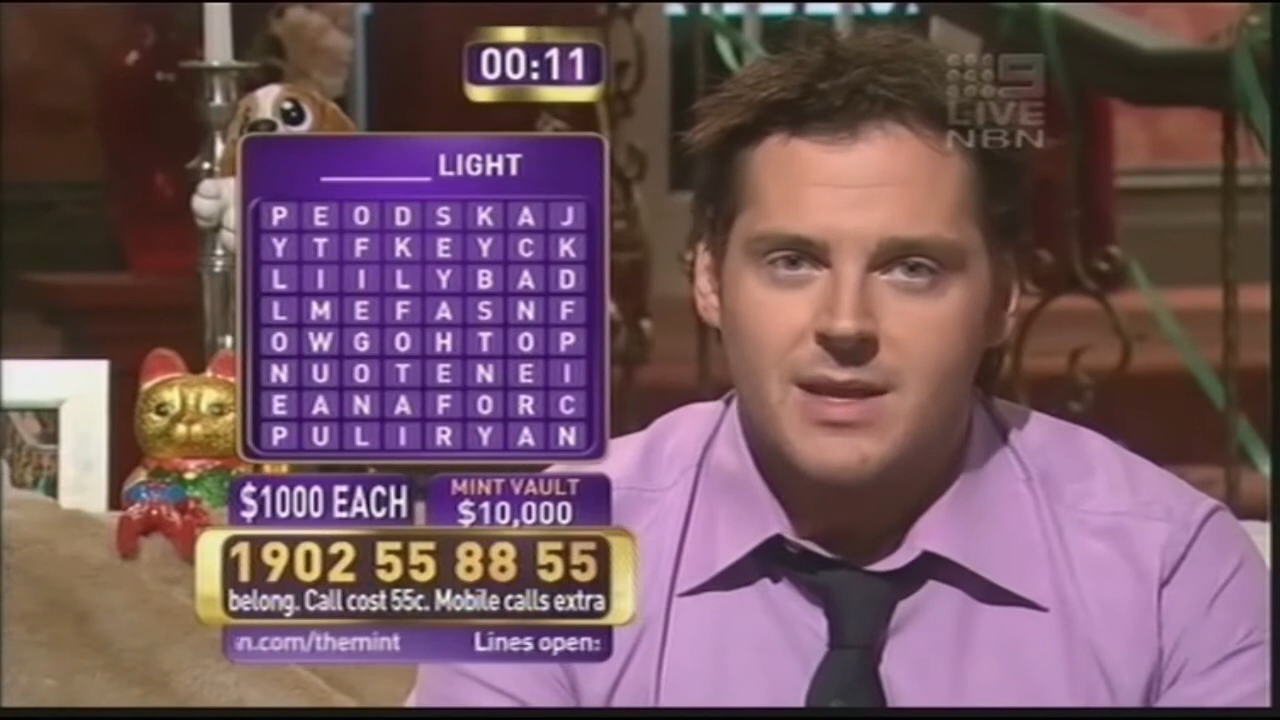 00:11
9
LIVE
NBN
______ LIGHT
P E O D S K A J
Y T F K E Y C K
L I I L Y B A D
L M E F A S N F
O W G O H T O P
N U O T E N E I
E A N A F O R C
P U L I R Y A N
$1000 EACH
MINT VAULT
$10,000
1902 55 88 55
belong. Call cost 55c. Mobile calls extra
n.com/themint Lines open: